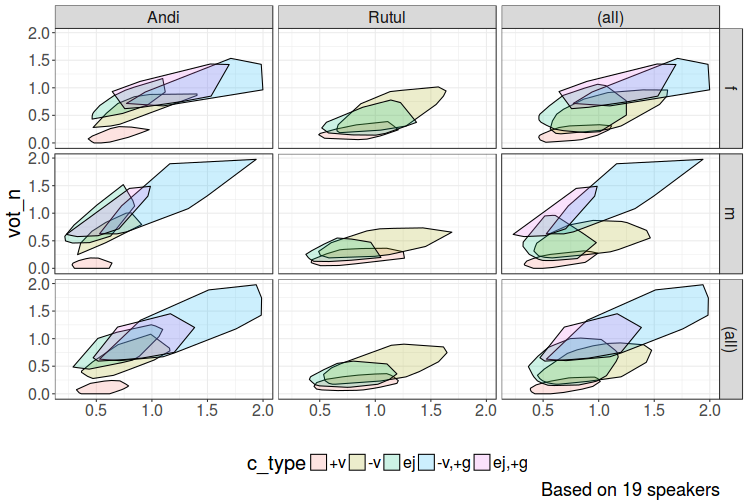 Andi Rutul (all)
2.0
1.5
1.0
0.5
0.0
f
2.0
1.5
1.0
0.5
0.0
m
2.0
1.5
1.0
0.5
0.0
(all)
vot_n
0.5 1.0 1.5 2.0 0.5 1.0 1.5 2.0 0.5 1.0 1.5 2.0
c_type +v -v ej -v,+g ej,+g
Based on 19 speakers